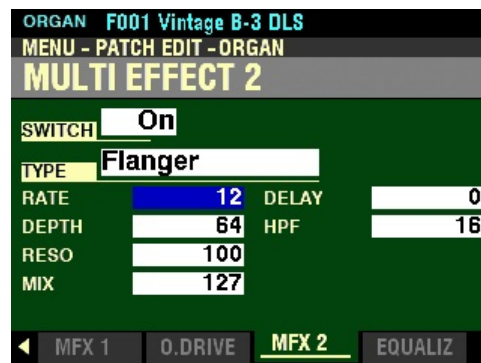 ORGAN F001 Vintage B-3 DLS
MENU - PATCH EDIT - ORGAN
MULTI EFFECT 2
SWITCH On
TYPE Flanger
RATE 12 DELAY 0
DEPTH 64 HPF 16
RESO 100
MIX 127
MFX 1 O.DRIVE MFX 2 EQUALIZ